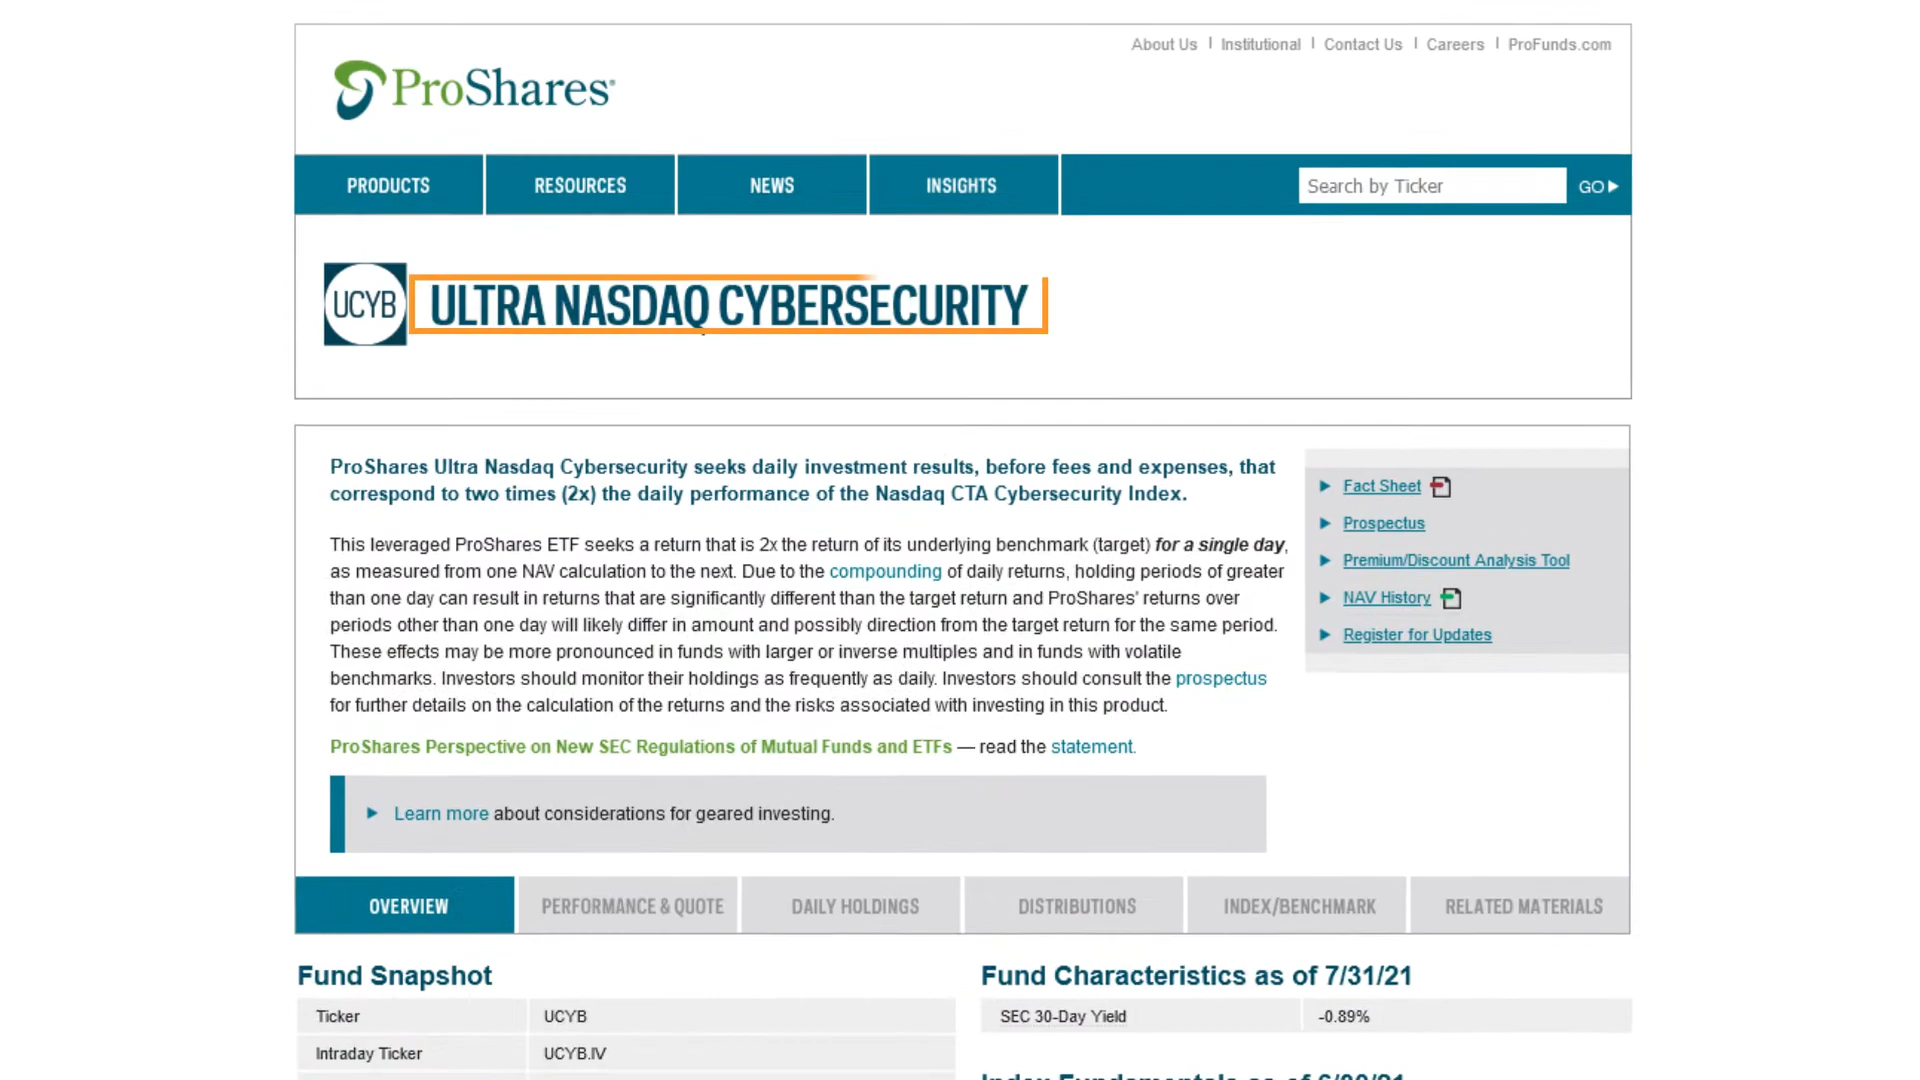 About Us | Institutional | Contact Us | Careers | ProFunds.com
ProShares®
PRODUCTS
RESOURCES
NEWS
INSIGHTS
Search by Ticker
GO
UCYB
ULTRA NASDAQ CYBERSECURITY
ProShares Ultra Nasdaq Cybersecurity seeks daily investment results, before fees and expenses, that
correspond to two times (2x) the daily performance of the Nasdaq CTA Cybersecurity Index.
This leveraged ProShares ETF seeks a return that is 2x the return of its underlying benchmark (target) for a single day,
as measured from one NAV calculation to the next. Due to the compounding of daily returns, holding periods of greater
than one day can result in returns that are significantly different than the target return and ProShares' returns over
periods other than one day will likely differ in amount and possibly direction from the target return for the same period.
These effects may be more pronounced in funds with larger or inverse multiples and in funds with volatile
benchmarks. Investors should monitor their holdings as frequently as daily. Investors should consult the prospectus
for further details on the calculation of the returns and the risks associated with investing in this product.
ProShares Perspective on New SEC Regulations of Mutual Funds and ETFs — read the statement.
Learn more about considerations for geared investing.
Fact Sheet
Prospectus
Premium/Discount Analysis Tool
NAV History
Register for Updates
OVERVIEW
PERFORMANCE & QUOTE
DAILY HOLDINGS
DISTRIBUTIONS
INDEX/BENCHMARK
RELATED MATERIALS
Fund Snapshot
Ticker UCYB
Intraday Ticker UCYB.IV
Fund Characteristics as of 7/31/21
SEC 30-Day Yield -0.89%